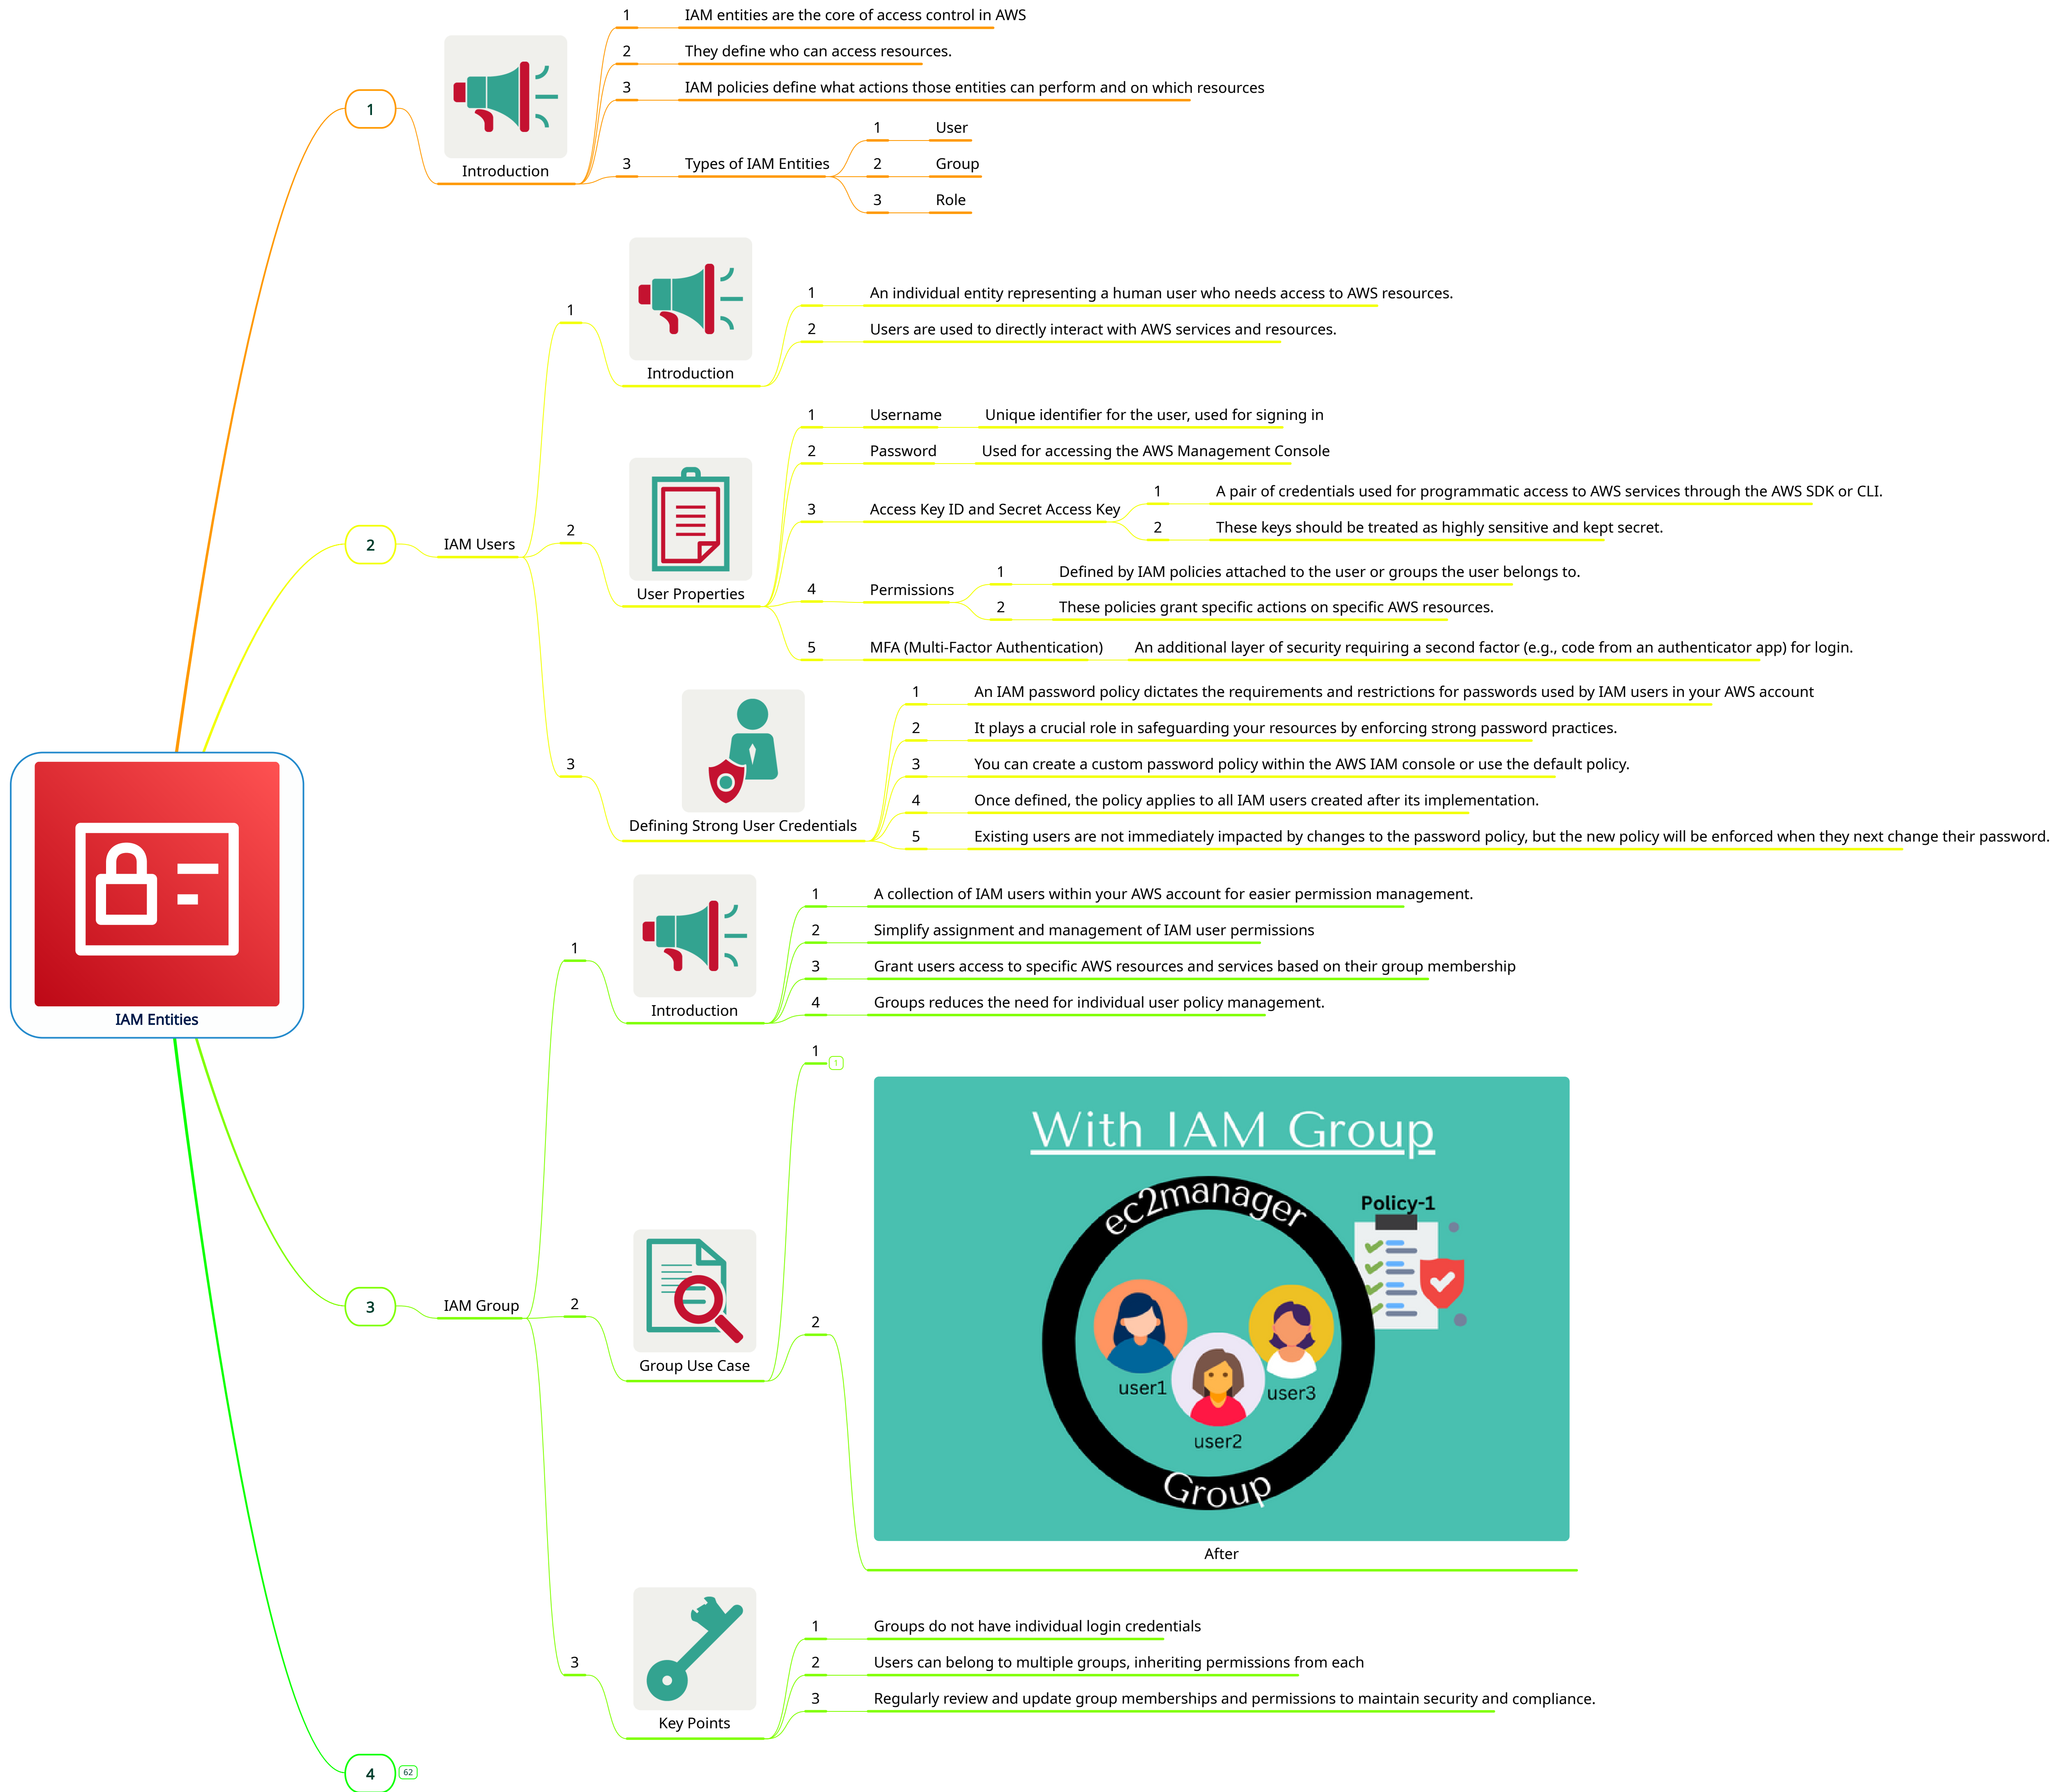 IAM Entities
1
Introduction
1 IAM entities are the core of access control in AWS
2 They define who can access resources.
3 IAM policies define what actions those entities can perform and on which resources
3 Types of IAM Entities
1 User
2 Group
3 Role
2
IAM Users
1
Introduction
1 An individual entity representing a human user who needs access to AWS resources.
2 Users are used to directly interact with AWS services and resources.
2
User Properties
1 Username Unique identifier for the user, used for signing in
2 Password Used for accessing the AWS Management Console
3 Access Key ID and Secret Access Key
1 A pair of credentials used for programmatic access to AWS services through the AWS SDK or CLI.
2 These keys should be treated as highly sensitive and kept secret.
4 Permissions
1 Defined by IAM policies attached to the user or groups the user belongs to.
2 These policies grant specific actions on specific AWS resources.
5 MFA (Multi-Factor Authentication) An additional layer of security requiring a second factor (e.g., code from an authenticator app) for login.
3
Defining Strong User Credentials
1 An IAM password policy dictates the requirements and restrictions for passwords used by IAM users in your AWS account
2 It plays a crucial role in safeguarding your resources by enforcing strong password practices.
3 You can create a custom password policy within the AWS IAM console or use the default policy.
4 Once defined, the policy applies to all IAM users created after its implementation.
5 Existing users are not immediately impacted by changes to the password policy, but the new policy will be enforced when they next change their password.
3
IAM Group
1
Introduction
1 A collection of IAM users within your AWS account for easier permission management.
2 Simplify assignment and management of IAM user permissions
3 Grant users access to specific AWS resources and services based on their group membership
4 Groups reduces the need for individual user policy management.
2
Group Use Case
1 1
2
With IAM Group
ec2manager
Policy-1
user1
user2
user3
Group
After
3
Key Points
1 Groups do not have individual login credentials
2 Users can belong to multiple groups, inheriting permissions from each
3 Regularly review and update group memberships and permissions to maintain security and compliance.
4 62